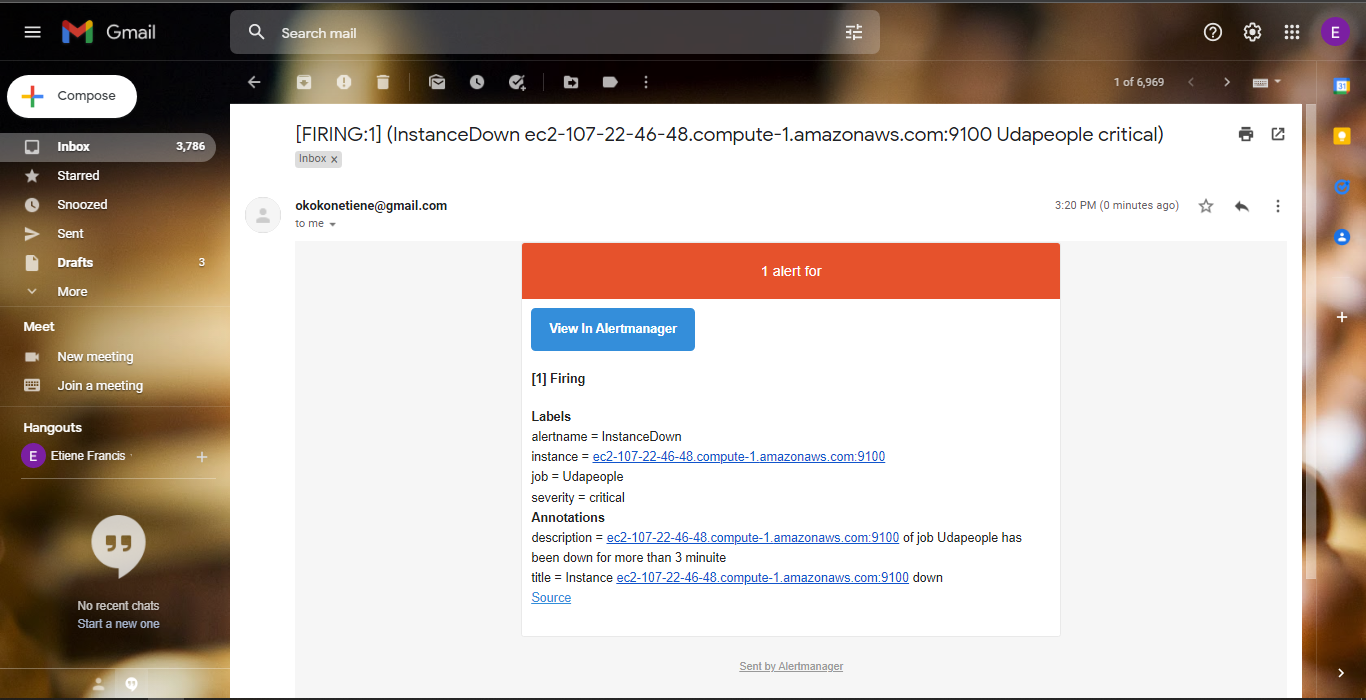 Gmail
Search mail
E
Compose
1 of 6,969
31
Inbox 3,786
Starred
Snoozed
Sent
Drafts 3
More
Meet
New meeting
Join a meeting
Hangouts
E Etiene Francis
No recent chats
Start a new one
[FIRING:1] (InstanceDown ec2-107-22-46-48.compute-1.amazonaws.com:9100 Udapeople critical)
Inbox x
okokonetiene@gmail.com
3:20 PM (0 minutes ago)
to me
1 alert for
View In Alertmanager
[1] Firing
Labels
alertname = InstanceDown
instance = ec2-107-22-46-48.compute-1.amazonaws.com:9100
job = Udapeople
severity = critical
Annotations
description = ec2-107-22-46-48.compute-1.amazonaws.com:9100 of job Udapeople has
been down for more than 3 minuite
title = Instance ec2-107-22-46-48.compute-1.amazonaws.com:9100 down
Source
Sent by Alertmanager